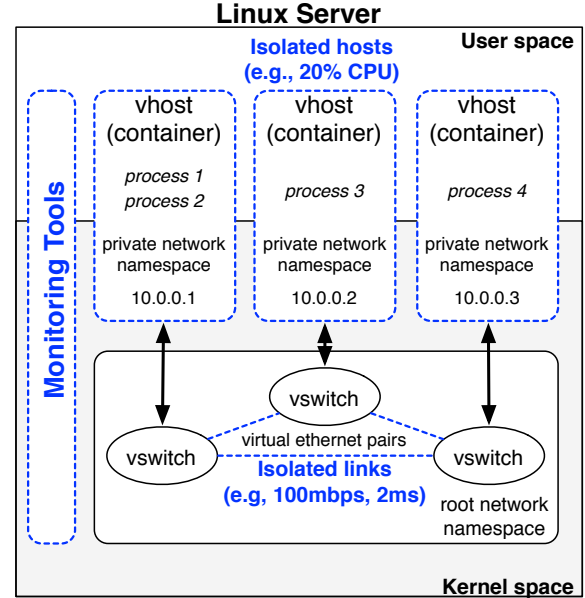 Linux Server
User space
Isolated hosts
(e.g., 20% CPU)
Monitoring Tools
vhost
(container)
process 1
process 2
private network
namespace
10.0.0.1
vhost
(container)
process 3
private network
namespace
10.0.0.2
vhost
(container)
process 4
private network
namespace
10.0.0.3
vswitch
virtual ethernet pairs
vswitch
vswitch
Isolated links
(e.g, 100mbps, 2ms)
root network
namespace
Kernel space